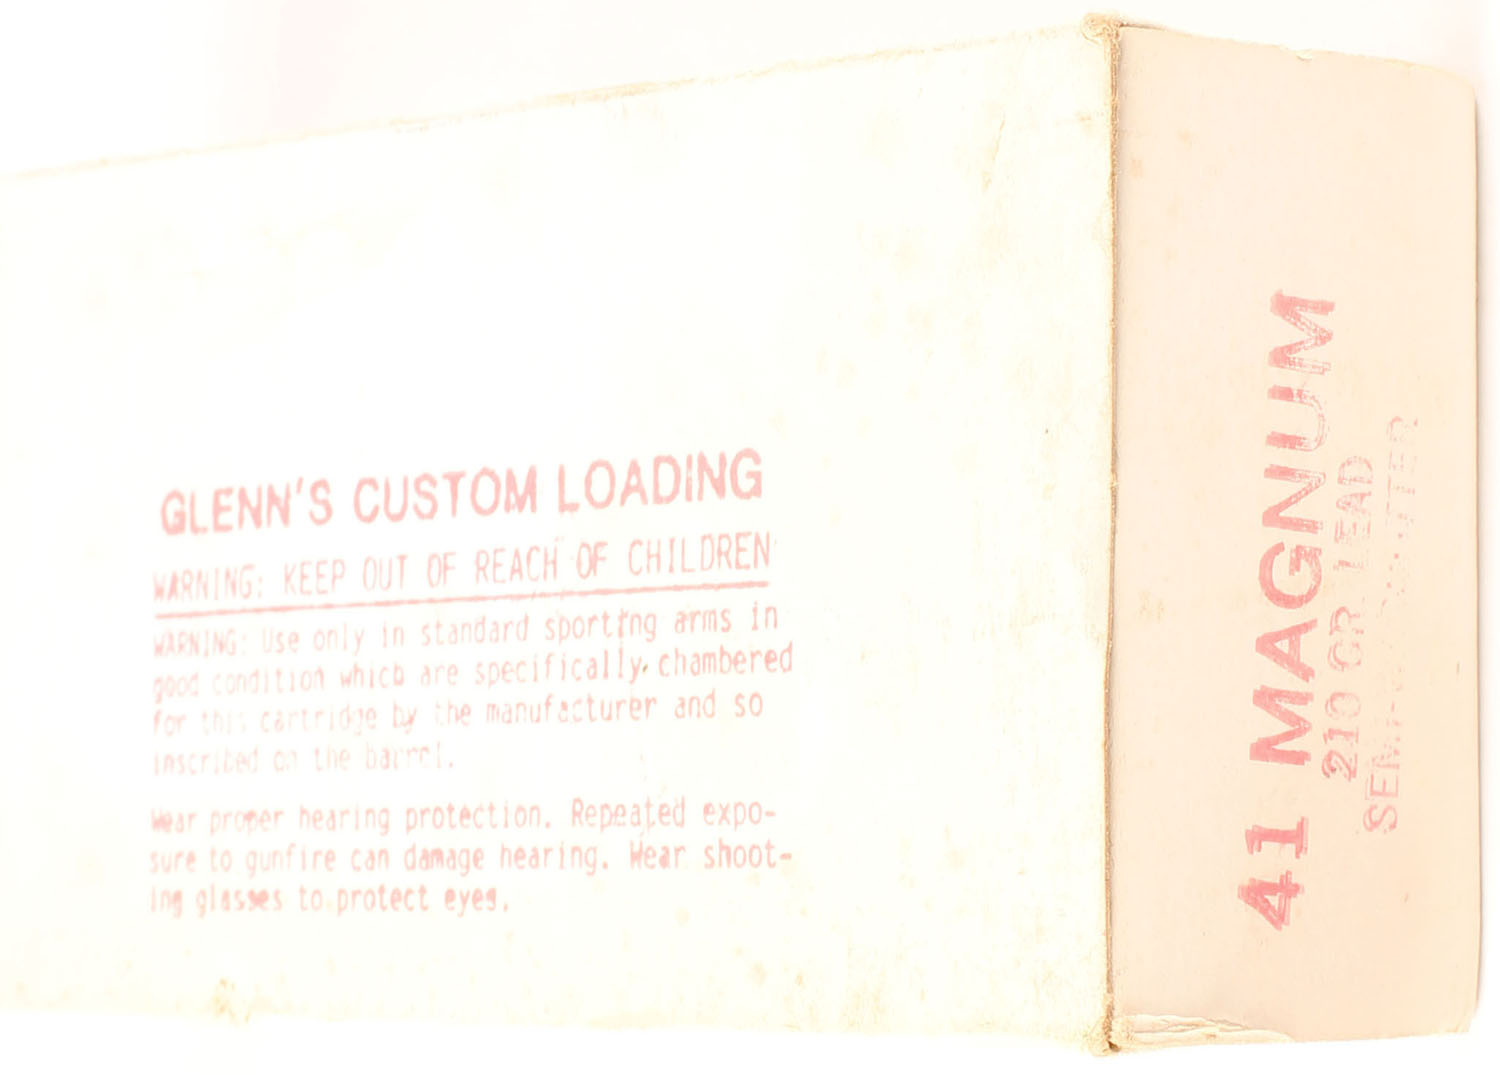 GLENN'S CUSTOM LOADING
WARNING: KEEP OUT OF REACH OF CHILDREN
WARNING: Use only in standard sporting arms in
good condition which are specifically chambered
for this cartridge by the manufacturer and so
inscribed on the barrel.
Wear proper hearing protection. Repeated expo-
sure to gunfire can damage hearing. Wear shoot-
ing glasses to protect eyes.
41 MAGNUM
210 GR. LEAD